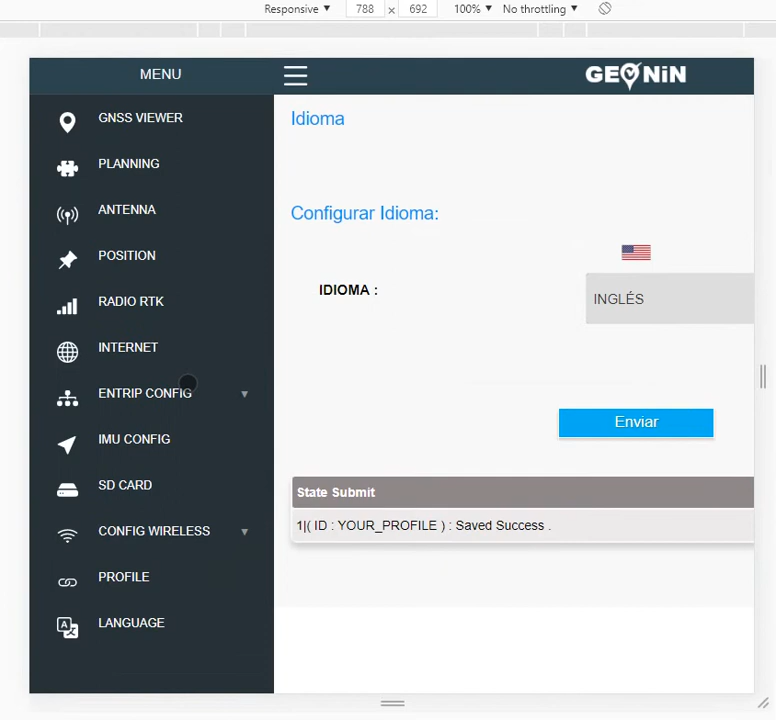 Responsive ▼ 788 x 692 100% ▼ No throttling ▼
MENU
GEONiN
GNSS VIEWER
PLANNING
ANTENNA
POSITION
RADIO RTK
INTERNET
ENTRIP CONFIG ▼
IMU CONFIG
SD CARD
CONFIG WIRELESS ▼
PROFILE
LANGUAGE
Idioma
Configurar Idioma:
IDIOMA :
INGLÉS
Enviar
State Submit
1|( ID : YOUR_PROFILE ) : Saved Success .